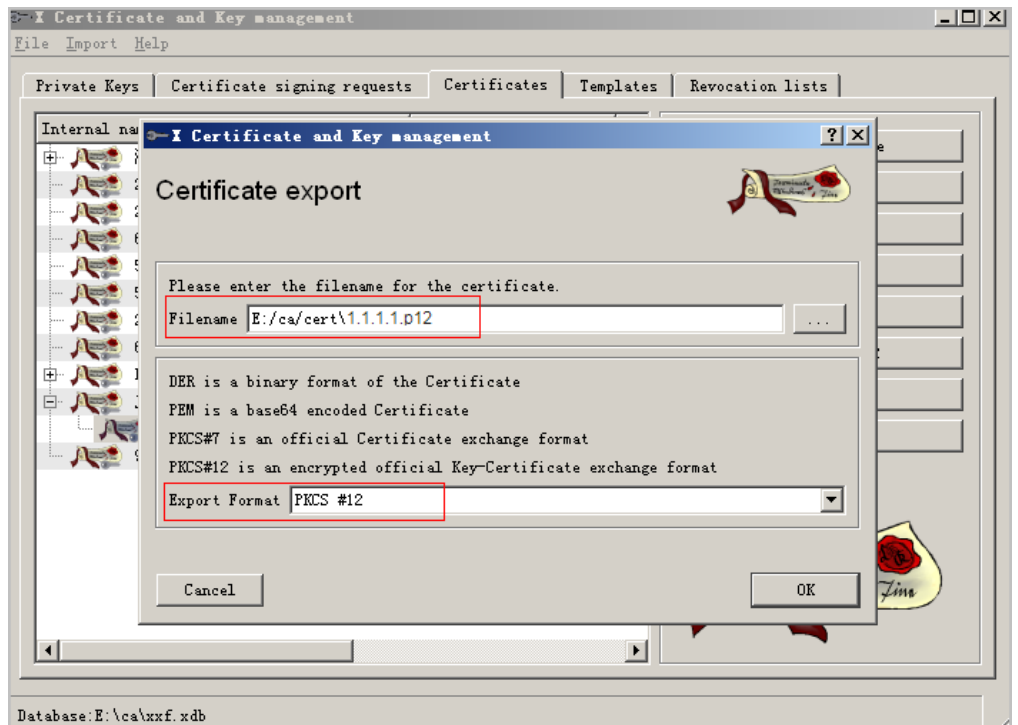 X Certificate and Key management
File Import Help
Private Keys Certificate signing requests Certificates Templates Revocation lists
Internal na
X Certificate and Key management
Certificate export
Please enter the filename for the certificate.
Filename E:/ca/cert\1.1.1.1.p12 ...
DER is a binary format of the Certificate
PEM is a base64 encoded Certificate
PKCS#7 is an official Certificate exchange format
PKCS#12 is an encrypted official Key-Certificate exchange format
Export Format PKCS #12
Cancel OK
Database:E:\ca\xxf.xdb